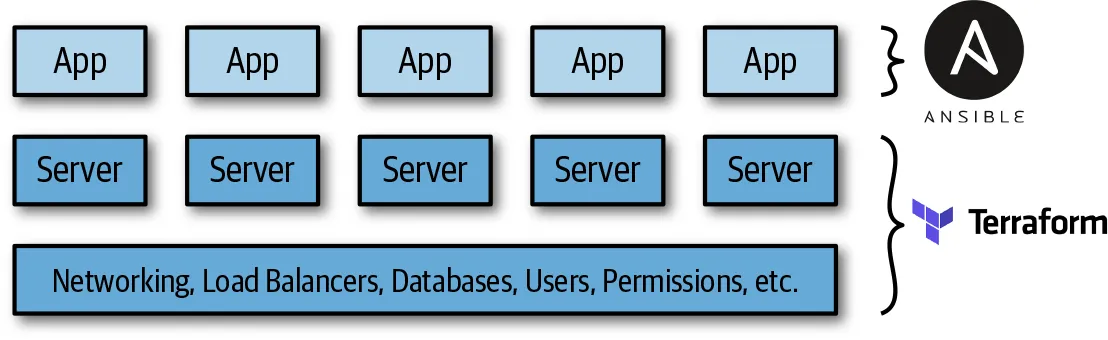 App App App App App
ANSIBLE
Server Server Server Server Server
Terraform
Networking, Load Balancers, Databases, Users, Permissions, etc.